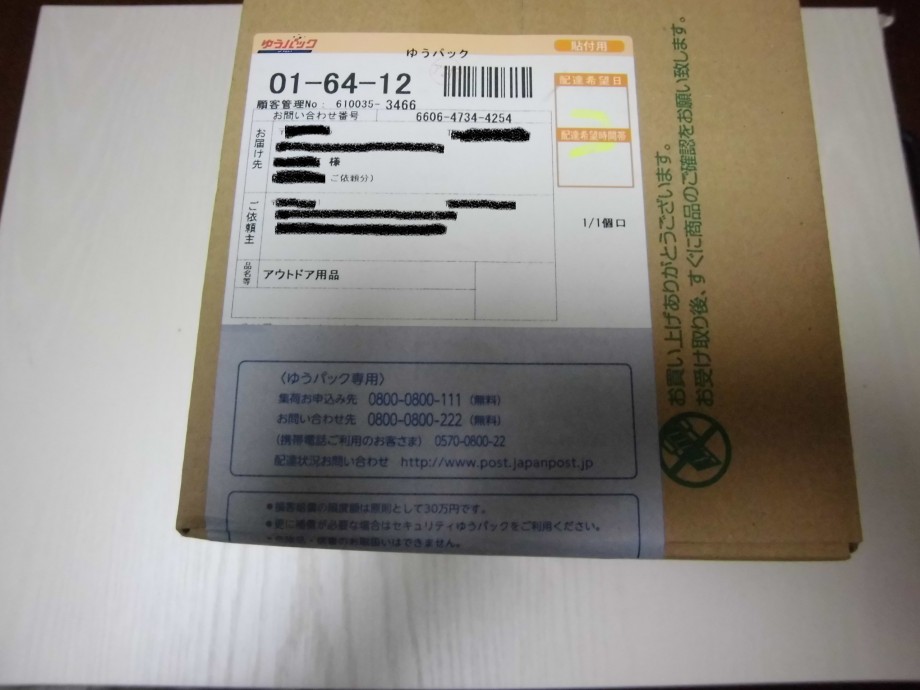 ゆうパック
ゆうパック
貼付用
01-64-12
配達希望日
顧客管理No: 610035-3466
お問い合わせ番号 6606-4734-4254
配達希望時間帯
お届け先
様
ご依頼分)
ご依頼主
1/1個口
品名等
アウトドア用品
〈ゆうパック専用〉
集荷お申込み先 0800-0800-111 (無料)
お問い合わせ先 0800-0800-222 (無料)
(携帯電話ご利用のお客さま) 0570-0800-22
配達状況お問い合わせ http://www.post.japanpost.jp
●損害賠償の限度額は原則として30万円です。
●更に補償が必要な場合はセキュリティゆうパックをご利用ください。
お取扱いはできません。
お買い上げありがとうございます。
お受け取り後、すぐに商品のご確認をお願い致します。